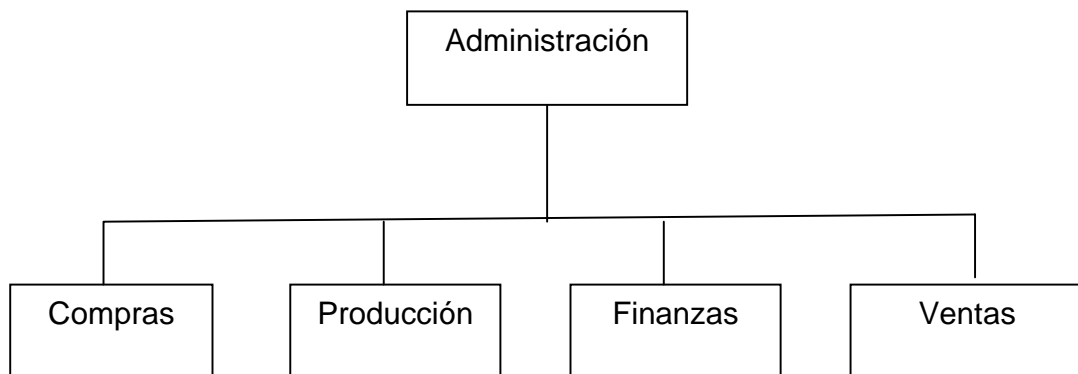 Administración
Compras
Producción
Finanzas
Ventas